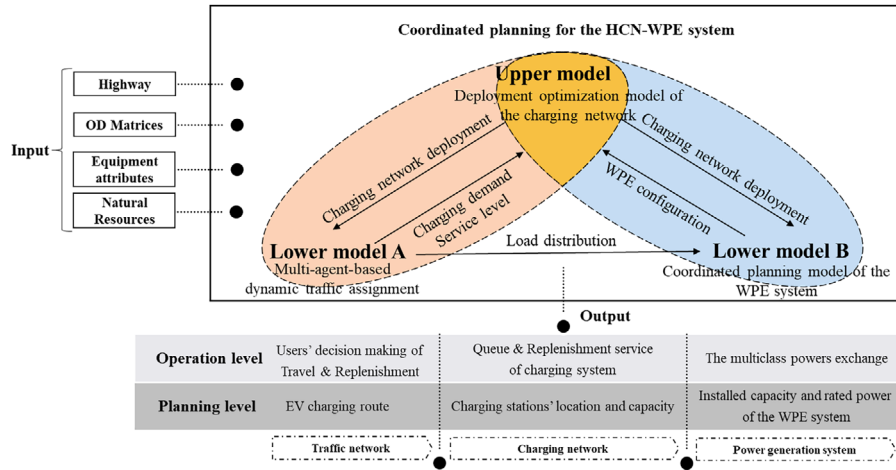 Coordinated planning for the HCN-WPE system
Input
Highway
OD Matrices
Equipment
attributes
Natural
Resources
Upper model
Deployment optimization model of
the charging network
Charging network deployment
Charging demand
Service level
Charging network deployment
WPE configuration
Lower model A
Multi-agent-based
dynamic traffic assignment
Load distribution
Lower model B
Coordinated planning model of the
WPE system
Output
Operation level
Users' decision making of
Travel & Replenishment
Queue & Replenishment service
of charging system
The multiclass powers exchange
Planning level
EV charging route
Charging stations' location and capacity
Installed capacity and rated power
of the WPE system
Traffic network
Charging network
Power generation system